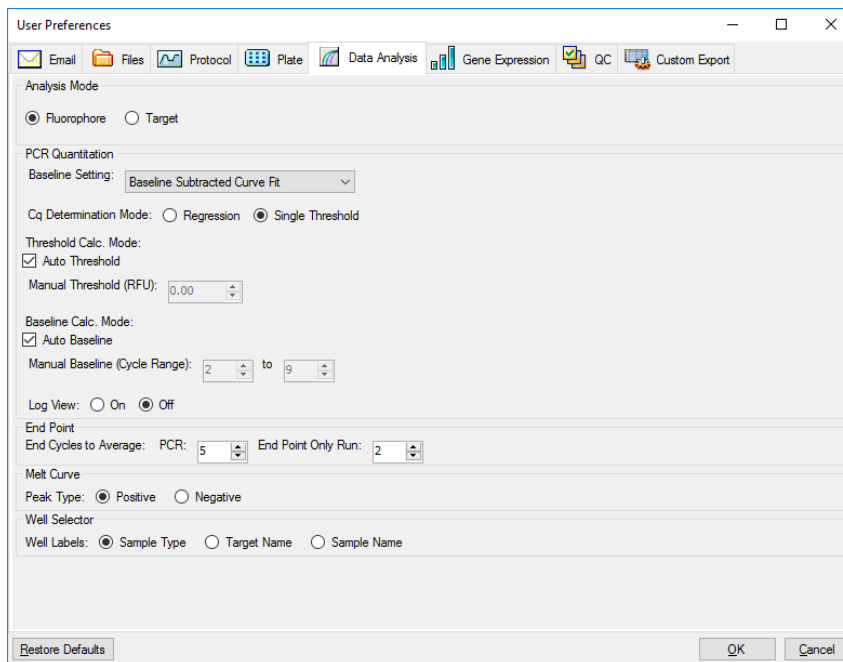 User Preferences
Email Files Protocol Plate Data Analysis Gene Expression QC Custom Export
Analysis Mode
Fluorophore Target
PCR Quantitation
Baseline Setting: Baseline Subtracted Curve Fit
Cq Determination Mode: Regression Single Threshold
Threshold Calc. Mode:
Auto Threshold
Manual Threshold (RFU): 0.00
Baseline Calc. Mode:
Auto Baseline
Manual Baseline (Cycle Range): 2 to 9
Log View: On Off
End Point
End Cycles to Average: PCR: 5 End Point Only Run: 2
Melt Curve
Peak Type: Positive Negative
Well Selector
Well Labels: Sample Type Target Name Sample Name
Restore Defaults OK Cancel